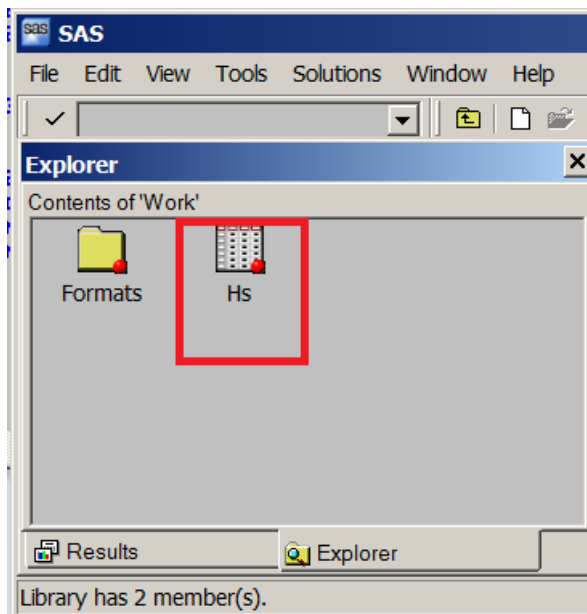 sas SAS
File Edit View Tools Solutions Window Help
Explorer
Contents of 'Work'
Formats Hs
Results Explorer
Library has 2 member(s).